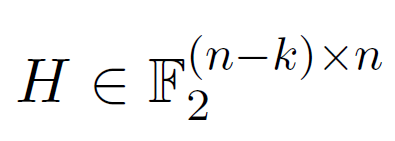 H ∈ 𝔽₂^{(n−k)×n}